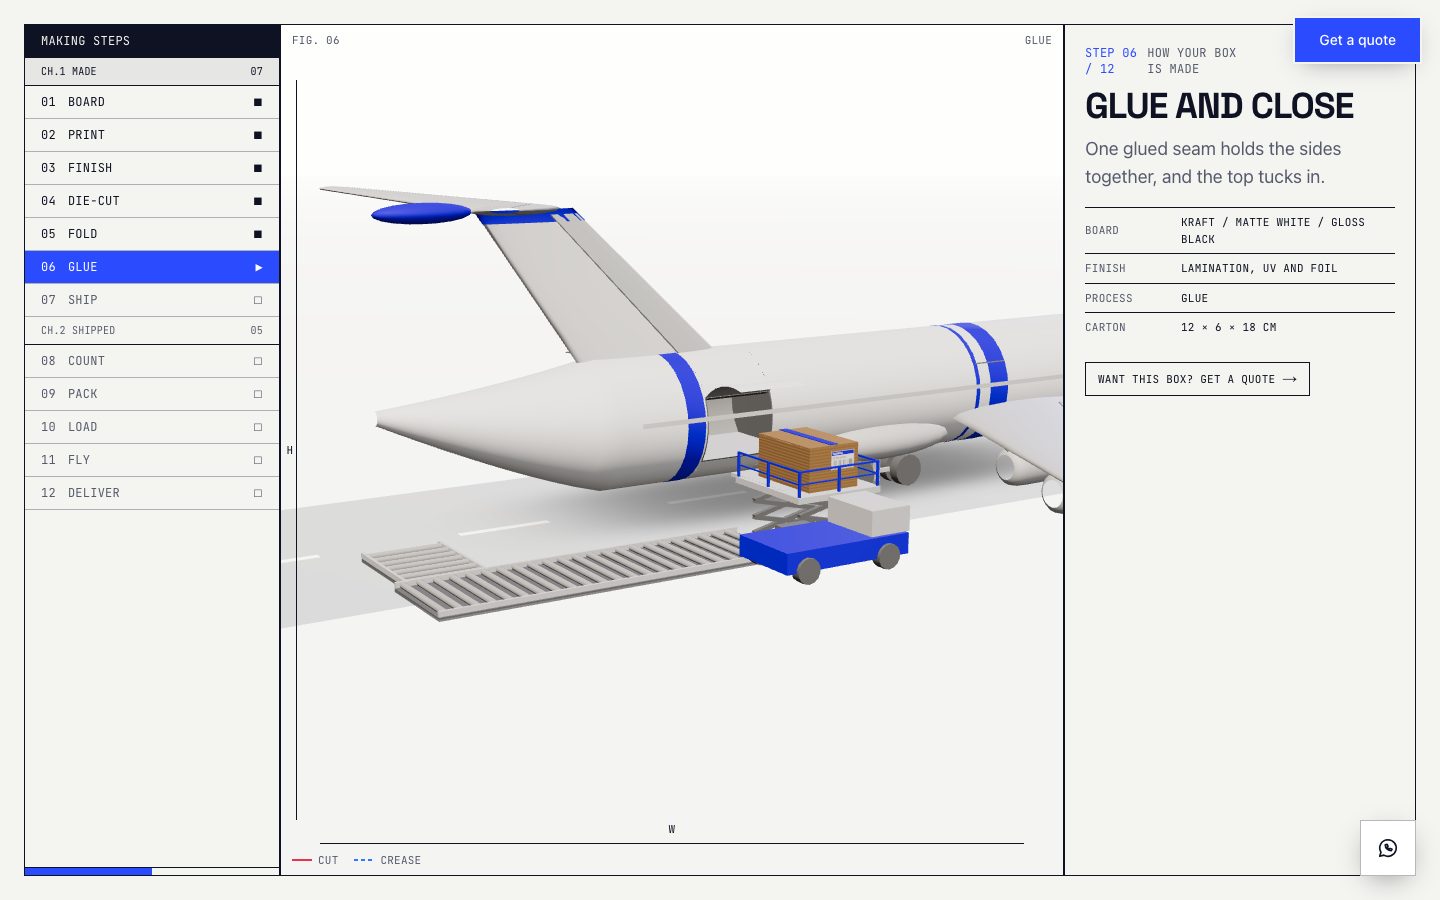 MAKING STEPS
CH.1 MADE 07
01 BOARD
02 PRINT
03 FINISH
04 DIE-CUT
05 FOLD
06 GLUE
07 SHIP
CH.2 SHIPPED 05
08 COUNT
09 PACK
10 LOAD
11 FLY
12 DELIVER
FIG. 06
GLUE
H
W
CUT
CREASE
Get a quote
STEP 06 / 12
HOW YOUR BOX IS MADE
GLUE AND CLOSE
One glued seam holds the sides
together, and the top tucks in.
BOARD KRAFT / MATTE WHITE / GLOSS
BLACK
FINISH LAMINATION, UV AND FOIL
PROCESS GLUE
CARTON 12 × 6 × 18 CM
WANT THIS BOX? GET A QUOTE →